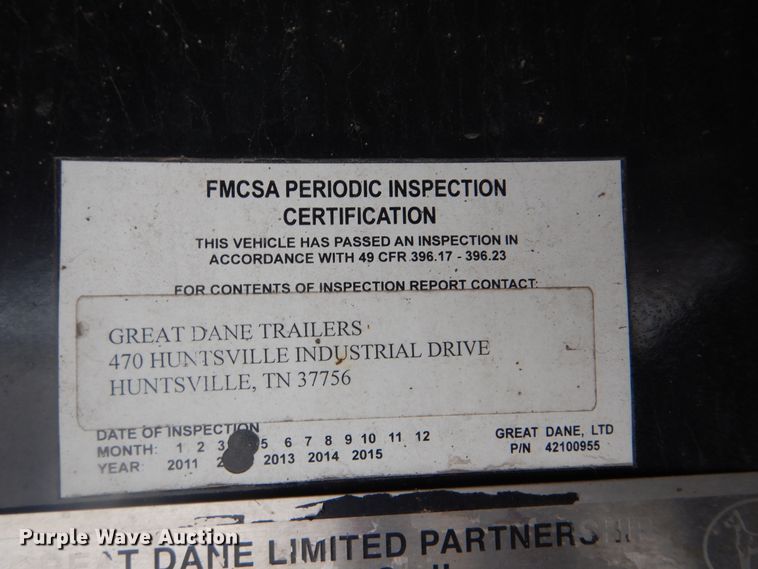 FMCSA PERIODIC INSPECTION
CERTIFICATION
THIS VEHICLE HAS PASSED AN INSPECTION IN
ACCORDANCE WITH 49 CFR 396.17 - 396.23
FOR CONTENTS OF INSPECTION REPORT CONTACT:
GREAT DANE TRAILERS
470 HUNTSVILLE INDUSTRIAL DRIVE
HUNTSVILLE, TN 37756
DATE OF INSPECTION
MONTH: 1 2 3 5 6 7 8 9 10 11 12
YEAR: 2011 2013 2014 2015
GREAT DANE, LTD
P/N 42100955
DANE LIMITED PARTNERSHIP
Purple Wave Auction